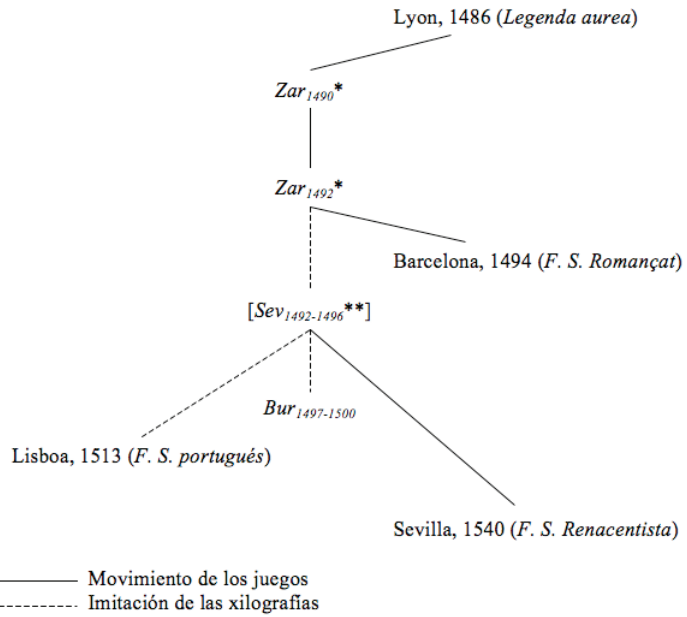 Lyon, 1486 (Legenda aurea)
Zar1490*
Zar1492*
Barcelona, 1494 (F. S. Romançat)
[Sev1492-1496**]
Bur1497-1500
Lisboa, 1513 (F. S. portugués)
Sevilla, 1540 (F. S. Renacentista)
Movimiento de los juegos
Imitación de las xilografías